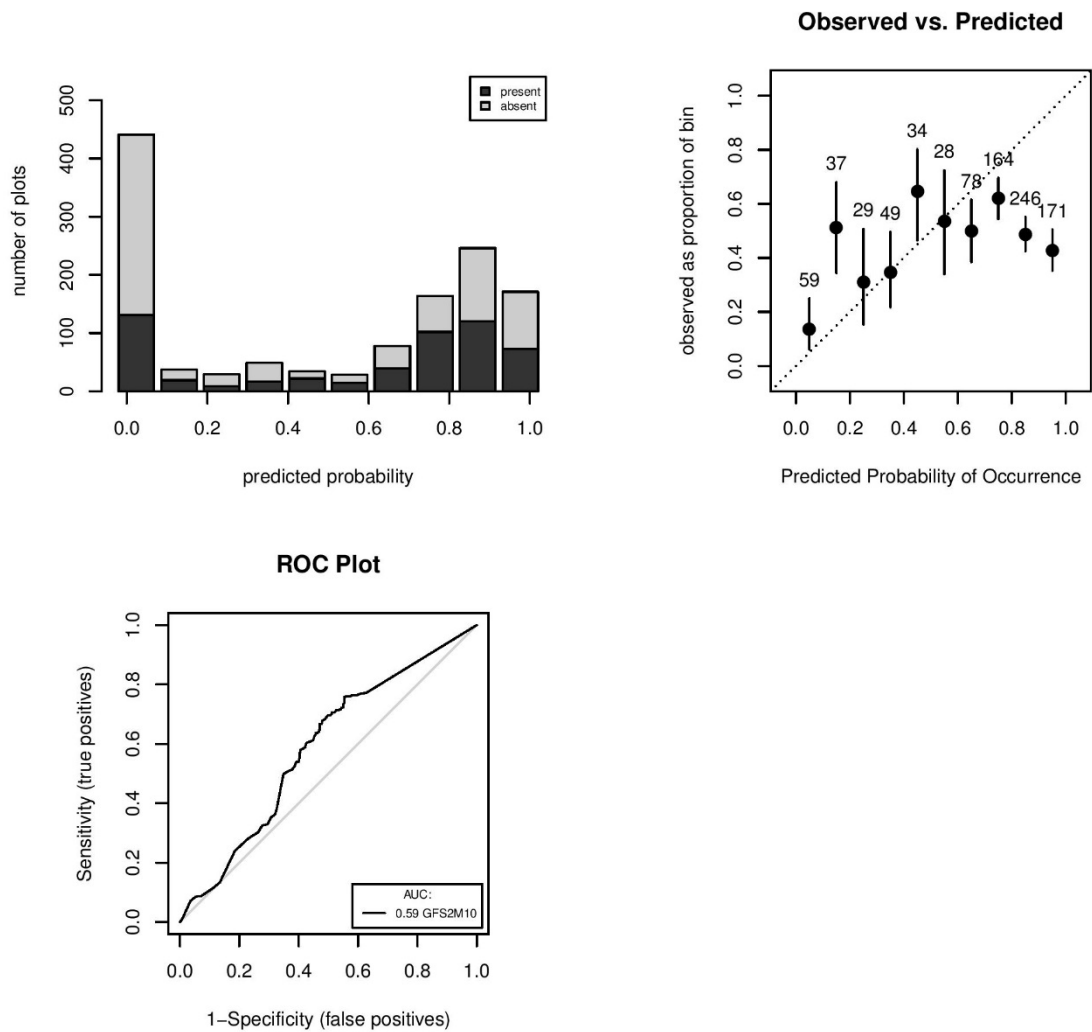 Observed vs. Predicted
present
absent
number of plots
0 100 200 300 400 500
0.0 0.2 0.4 0.6 0.8 1.0
predicted probability
observed as proportion of bin
0.0 0.2 0.4 0.6 0.8 1.0
59 37 29 49 34 28 78 164 246 171
0.0 0.2 0.4 0.6 0.8 1.0
Predicted Probability of Occurrence
ROC Plot
Sensitivity (true positives)
0.0 0.2 0.4 0.6 0.8 1.0
AUC:
0.59 GFS2M10
0.0 0.2 0.4 0.6 0.8 1.0
1−Specificity (false positives)